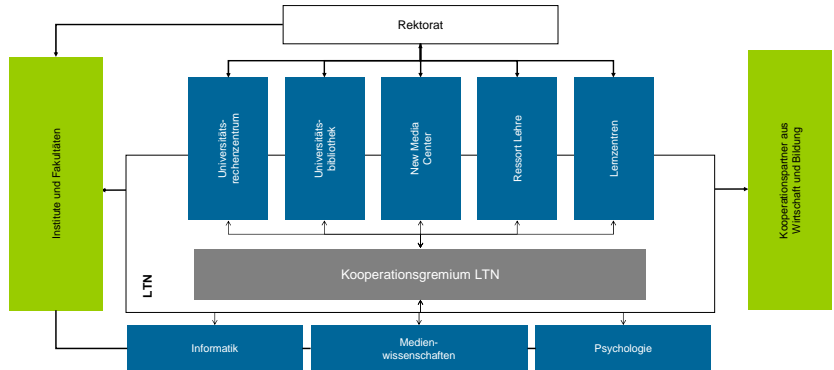 Rektorat
Institute und Fakultäten
Universitäts-
rechenzentrum
Universitäts-
bibliothek
New Media
Center
Ressort Lehre
Lernzentren
Kooperationspartner aus
Wirtschaft und Bildung
LTN
Kooperationsgremium LTN
Informatik
Medien-
wissenschaften
Psychologie